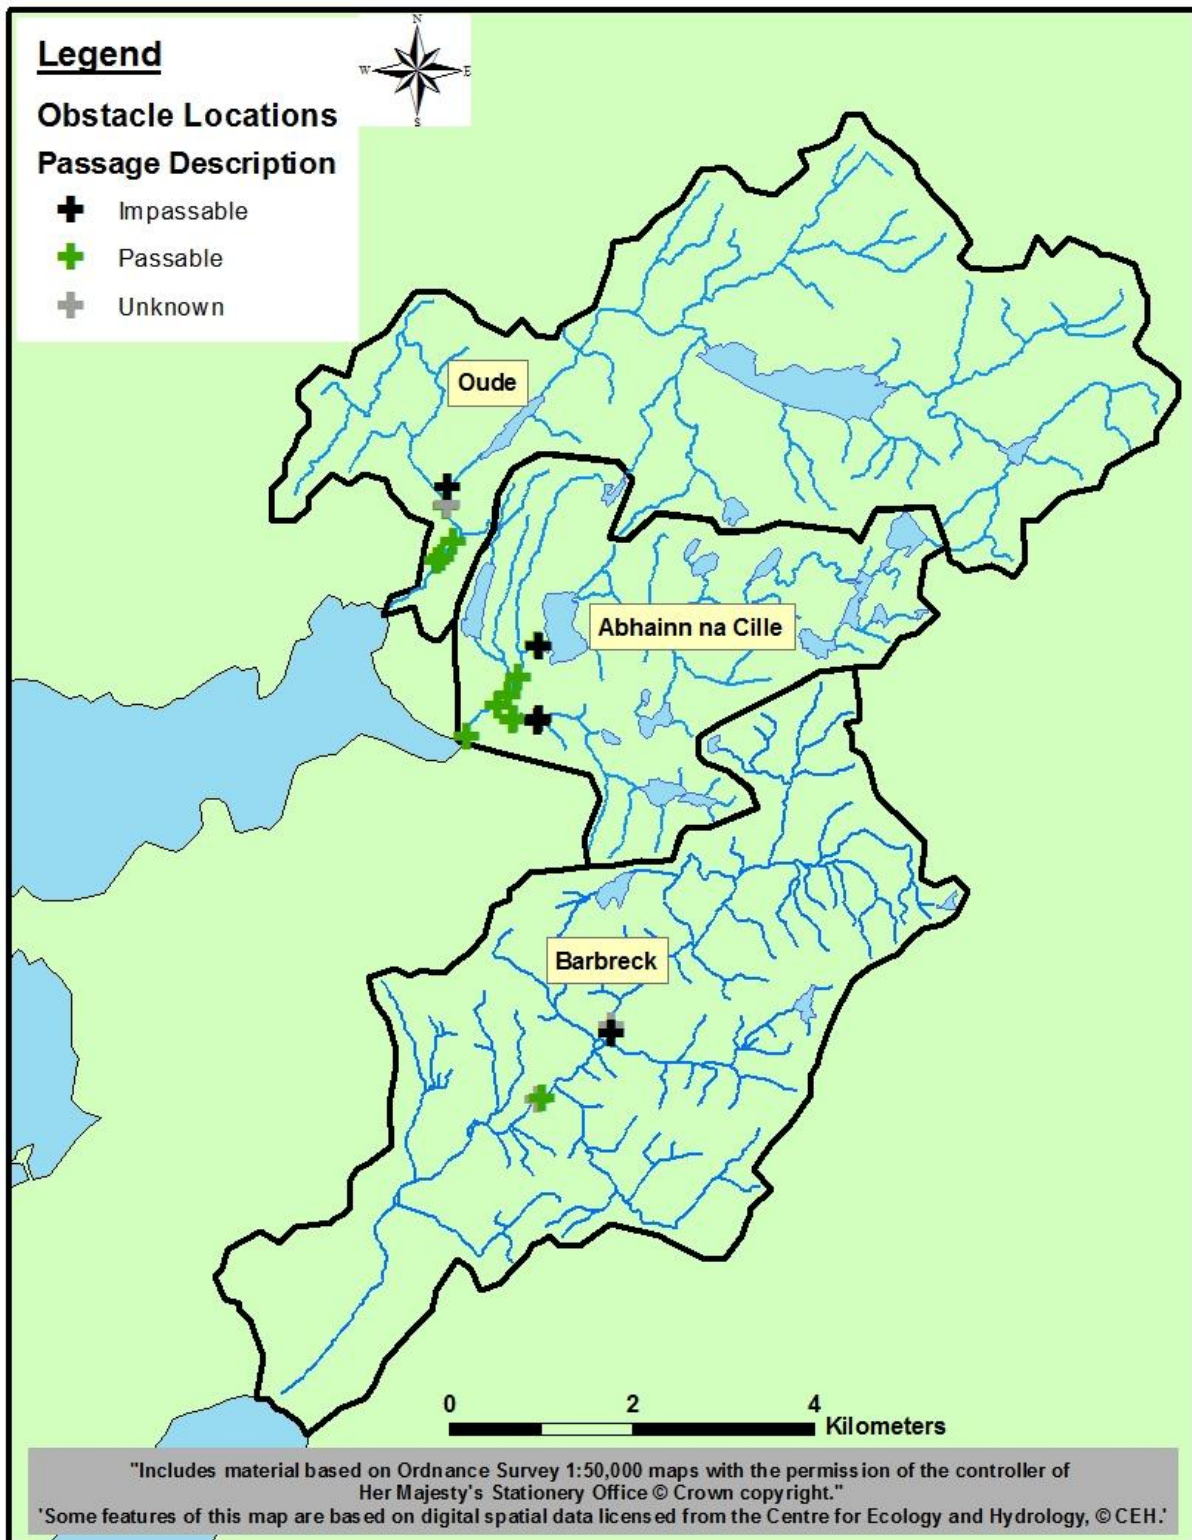 Legend
N
W
E
S
Obstacle Locations
Passage Description
Impassable
Passable
Unknown
Oude
Abhainn na Cille
Barbreck
0 2 4
Kilometers
"Includes material based on Ordnance Survey 1:50,000 maps with the permission of the controller of
Her Majesty's Stationery Office © Crown copyright."
'Some features of this map are based on digital spatial data licensed from the Centre for Ecology and Hydrology, © CEH.'